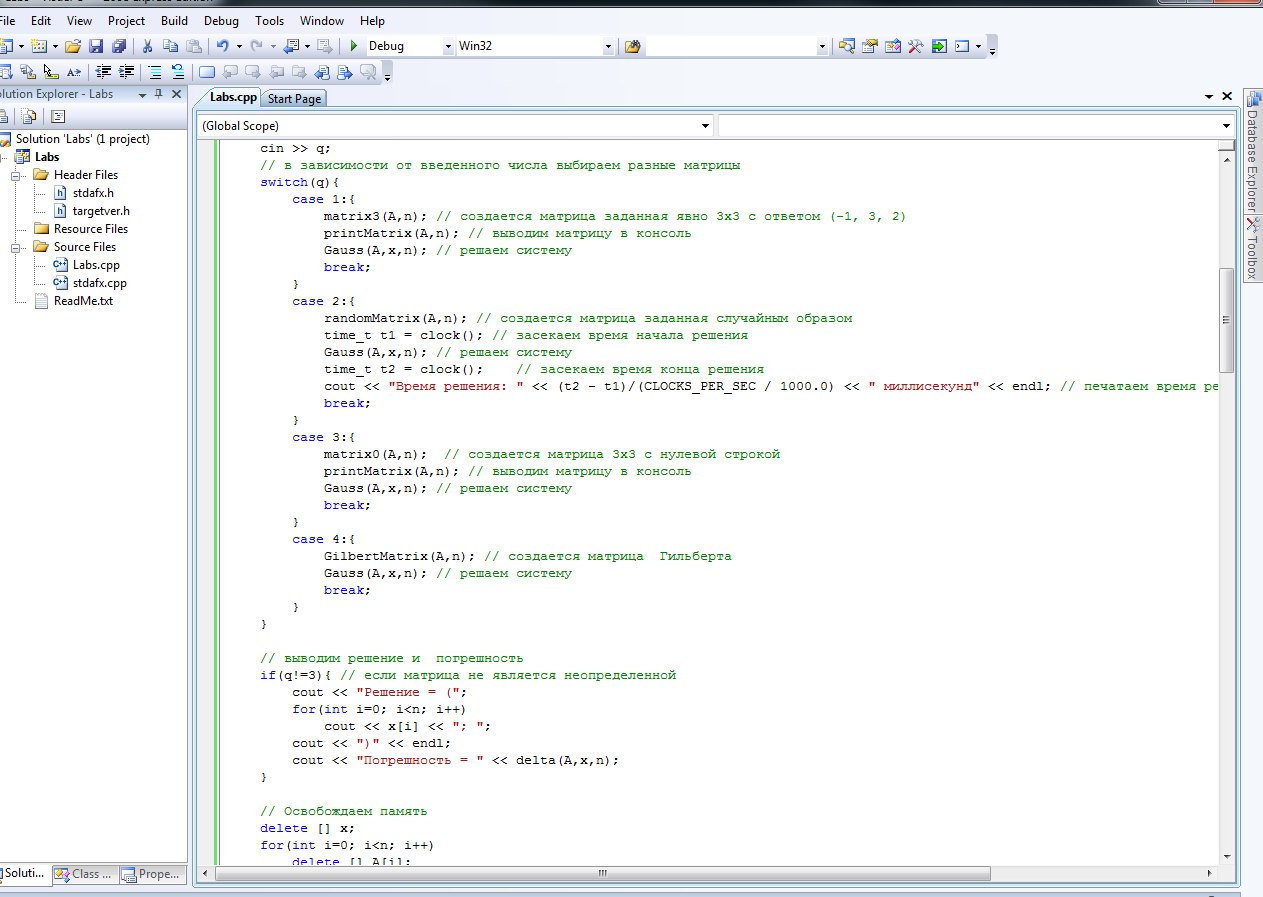 File Edit View Project Build Debug Tools Window Help
Debug Win32
Solution Explorer - Labs
Labs.cpp Start Page
(Global Scope)
Solution 'Labs' (1 project)
Labs
Header Files
stdafx.h
targetver.h
Resource Files
Source Files
Labs.cpp
stdafx.cpp
ReadMe.txt
cin >> q;
// в зависимости от введенного числа выбираем разные матрицы
switch(q){
case 1:{
matrix3(A,n); // создается матрица заданная явно 3х3 с ответом (-1, 3, 2)
printMatrix(A,n); // выводим матрицу в консоль
Gauss(A,x,n); // решаем систему
break;
}
case 2:{
randomMatrix(A,n); // создается матрица заданная случайным образом
time_t t1 = clock(); // засекаем время начала решения
Gauss(A,x,n); // решаем систему
time_t t2 = clock();    // засекаем время конца решения
cout << "Время решения: " << (t2 - t1)/(CLOCKS_PER_SEC / 1000.0) << " миллисекунд" << endl; // печатаем время ре
break;
}
case 3:{
matrix0(A,n);  // создается матрица 3х3 с нулевой строкой
printMatrix(A,n); // выводим матрицу в консоль
Gauss(A,x,n); // решаем систему
break;
}
case 4:{
GilbertMatrix(A,n); // создается матрица  Гильберта
Gauss(A,x,n); // решаем систему
break;
}
}
// выводим решение и  погрешность
if(q!=3){ // если матрица не является неопределенной
cout << "Решение = (";
for(int i=0; i<n; i++)
cout << x[i] << "; ";
cout << ")" << endl;
cout << "Погрешность = " << delta(A,x,n);
}
// Освобождаем память
delete [] x;
for(int i=0; i<n; i++)
delete [] A[i];
Database Explorer
Toolbox
Soluti... Class ... Prope...